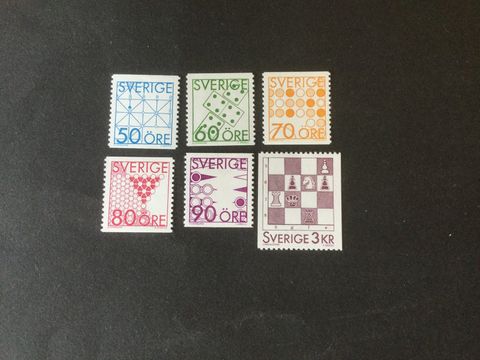 SVERIGE
50 ÖRE
SVERIGE
60 ÖRE
SVERIGE
70 ÖRE
SVERIGE
80 ÖRE
SVERIGE
90 ÖRE
SVERIGE 3 KR